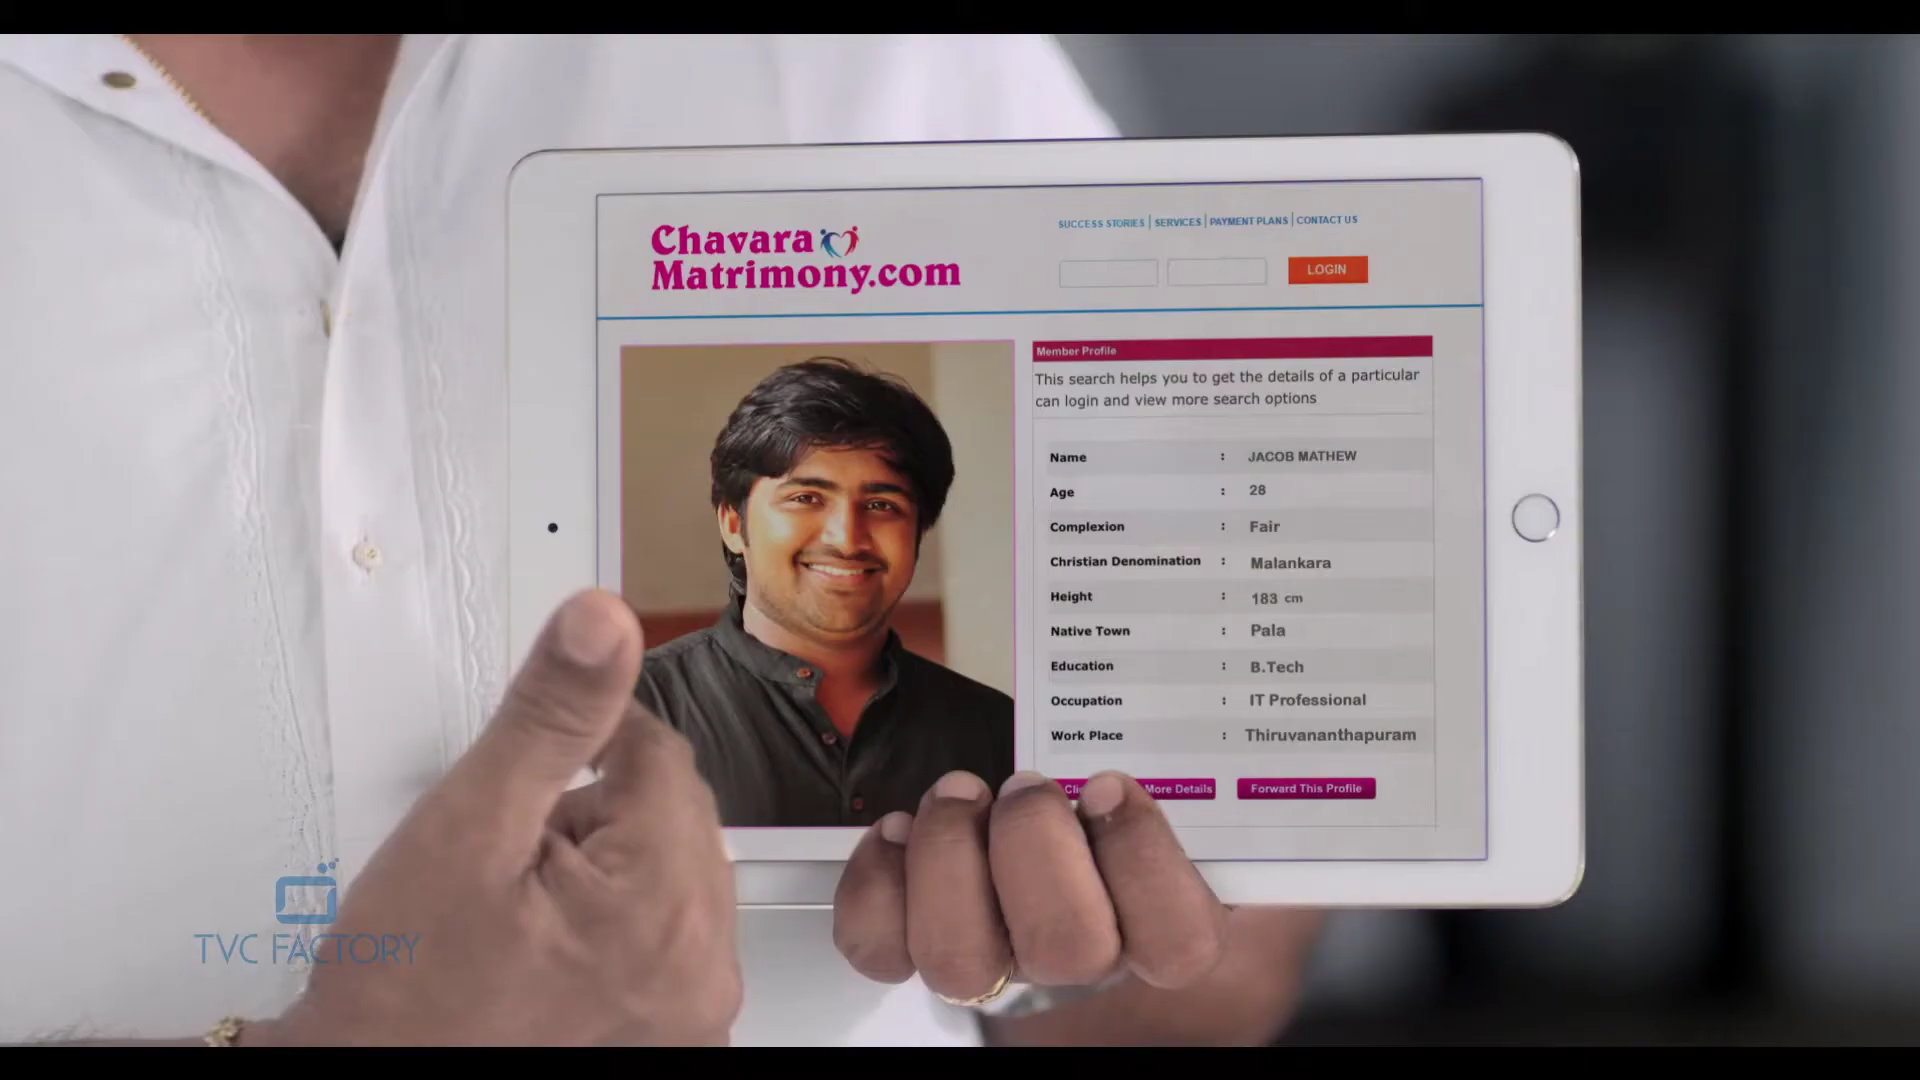 Chavara
Matrimony.com
SUCCESS STORIES | SERVICES | PAYMENT PLANS | CONTACT US
LOGIN
Member Profile
This search helps you to get the details of a particular
can login and view more search options
Name : JACOB MATHEW
Age : 28
Complexion : Fair
Christian Denomination : Malankara
Height : 183 cm
Native Town : Pala
Education : B.Tech
Occupation : IT Professional
Work Place : Thiruvananthapuram
More Details
Forward This Profile
TVC FACTORY